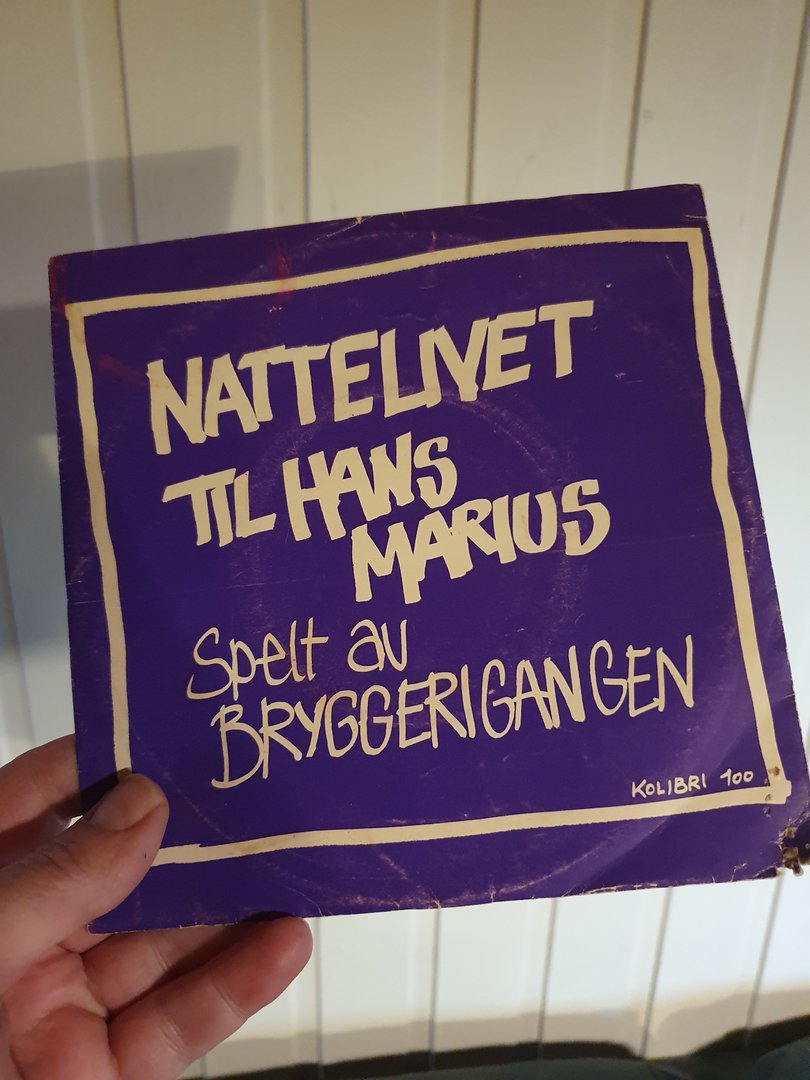 NATTELIVET
TIL HANS
MARIUS
Spelt av
BRYGGERIGANGEN
KOLIBRI 100